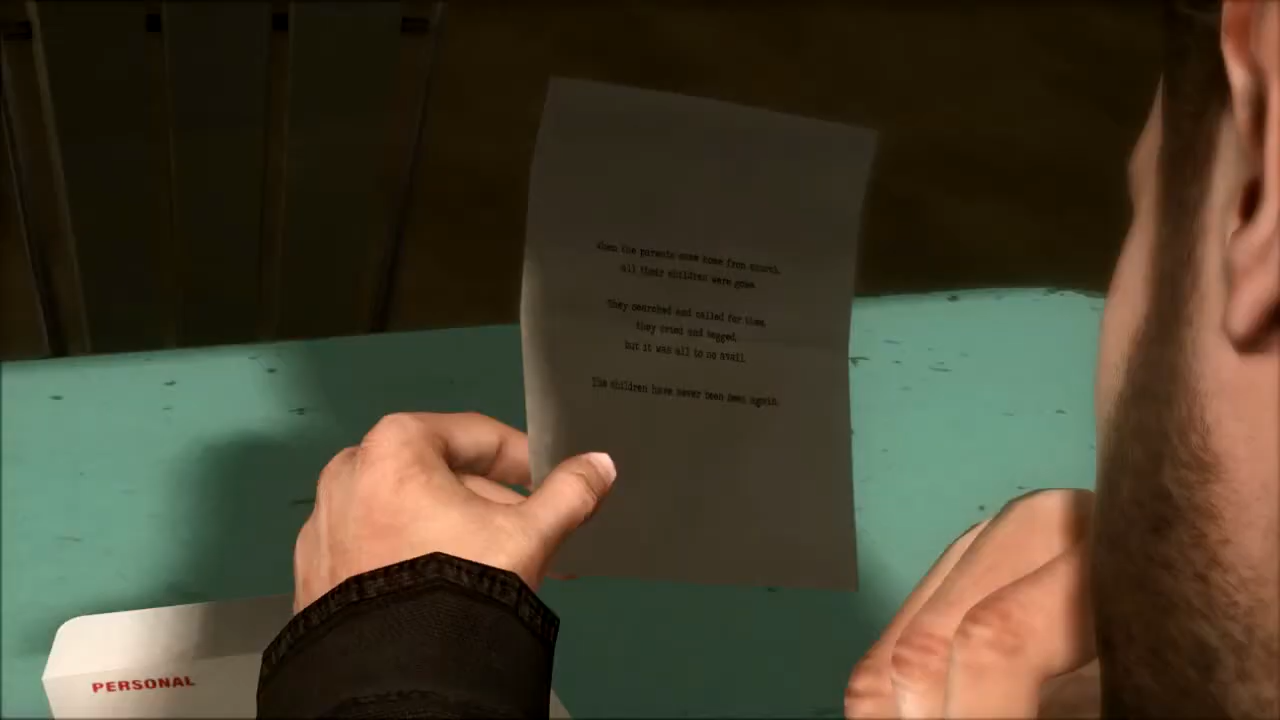 When the parents came home from church,
all their children were gone.
They searched and called for them,
they cried and begged,
but it was all to no avail.
The children have never been seen again.
PERSONAL